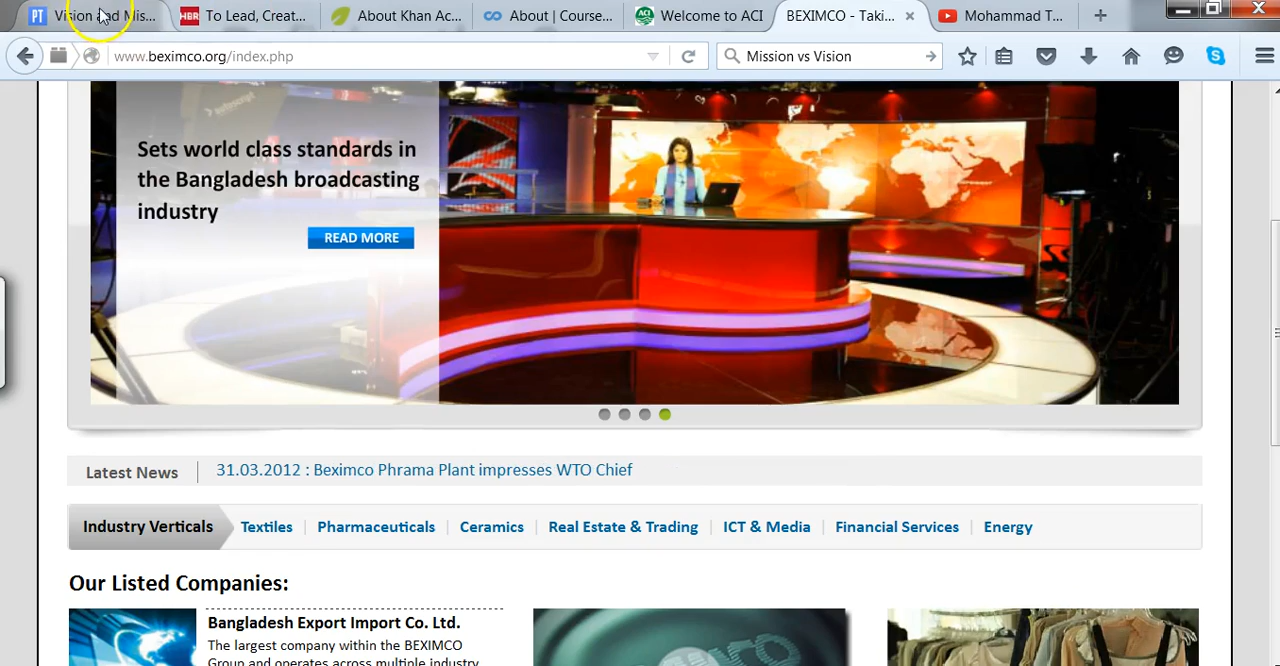 PT Vision and Mis... HBR To Lead, Creat... About Khan Ac... About | Course... ACI Welcome to ACI BEXIMCO - Taki... × Mohammad T... +
www.beximco.org/index.php Mission vs Vision
Sets world class standards in
the Bangladesh broadcasting
industry
READ MORE
Latest News 31.03.2012 : Beximco Phrama Plant impresses WTO Chief
Industry Verticals Textiles Pharmaceuticals Ceramics Real Estate & Trading ICT & Media Financial Services Energy
Our Listed Companies:
Bangladesh Export Import Co. Ltd.
The largest company within the BEXIMCO
Group and operates across multiple industry